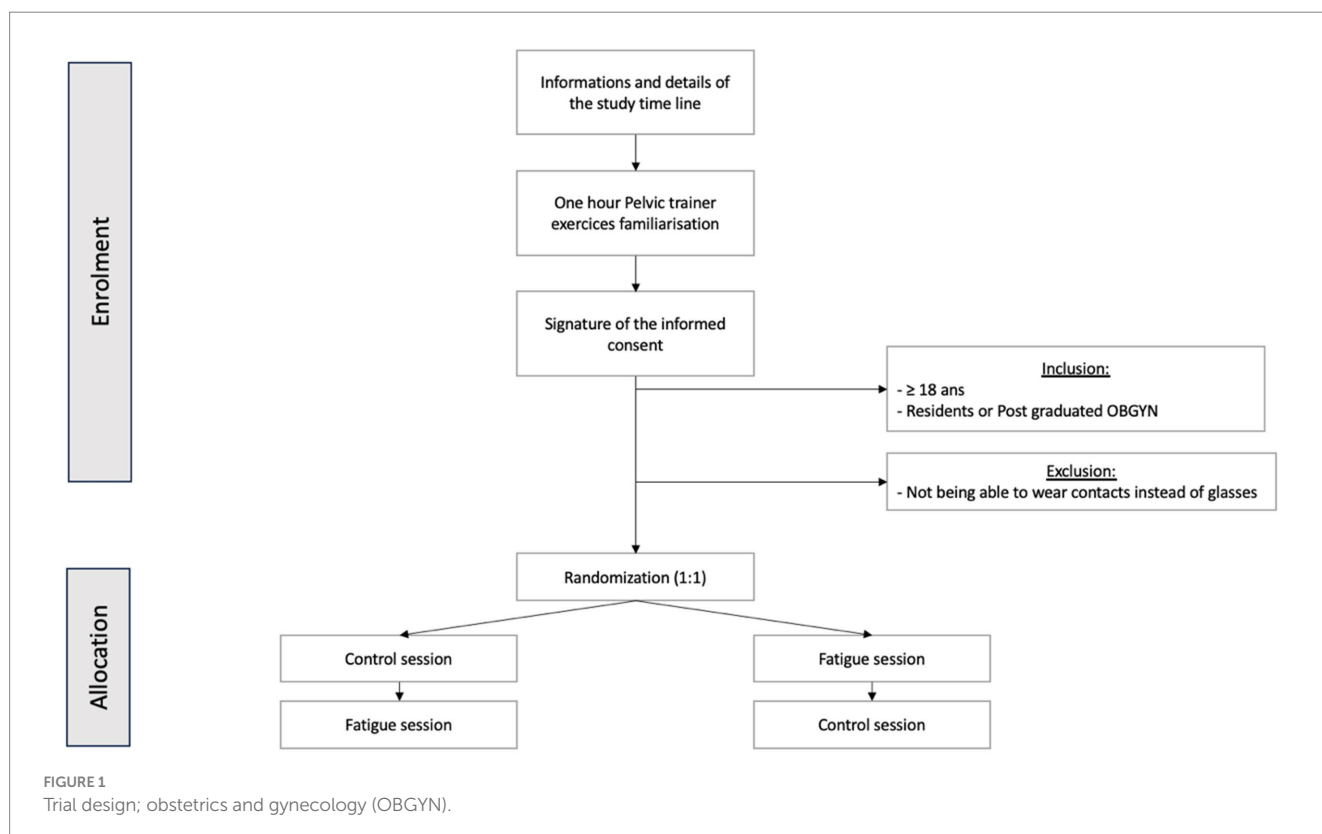 Enrolment
Informations and details of
the study time line
One hour Pelvic trainer
exercices familiarisation
Signature of the informed
consent
Inclusion:
- ≥ 18 ans
- Residents or Post graduated OBGYN
Exclusion:
- Not being able to wear contacts instead of glasses
Allocation
Randomization (1:1)
Control session
Fatigue session
Fatigue session
Control session
FIGURE 1
Trial design; obstetrics and gynecology (OBGYN).